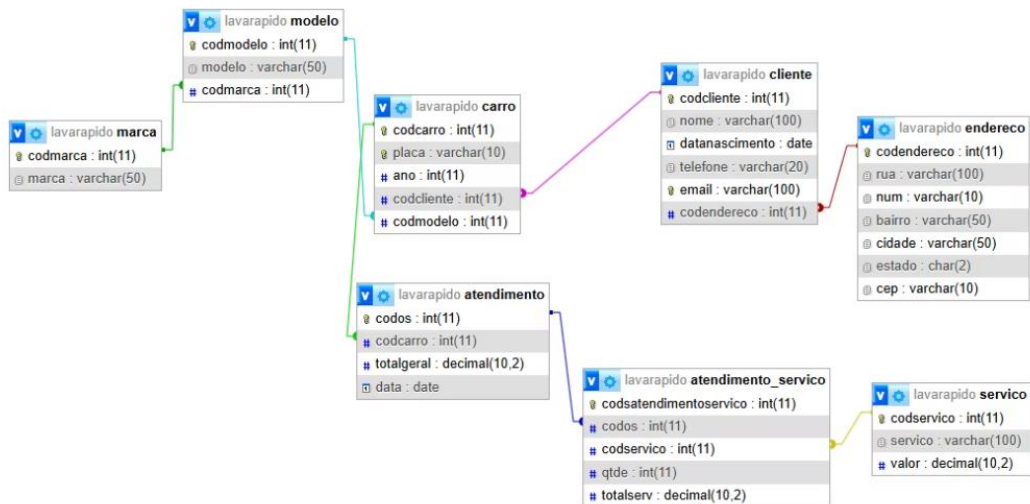 lavarapido modelo
codmodelo : int(11)
modelo : varchar(50)
codmarca : int(11)
lavarapido marca
codmarca : int(11)
marca : varchar(50)
lavarapido carro
codcarro : int(11)
placa : varchar(10)
ano : int(11)
codcliente : int(11)
codmodelo : int(11)
lavarapido cliente
codcliente : int(11)
nome : varchar(100)
datanascimento : date
telefone : varchar(20)
email : varchar(100)
codendereco : int(11)
lavarapido endereco
codendereco : int(11)
rua : varchar(100)
num : varchar(10)
bairro : varchar(50)
cidade : varchar(50)
estado : char(2)
cep : varchar(10)
lavarapido atendimento
codos : int(11)
codcarro : int(11)
totalgeral : decimal(10,2)
data : date
lavarapido atendimento_servico
codsatendimentoservico : int(11)
codos : int(11)
codservico : int(11)
qtde : int(11)
totalserv : decimal(10,2)
lavarapido servico
codservico : int(11)
servico : varchar(100)
valor : decimal(10,2)